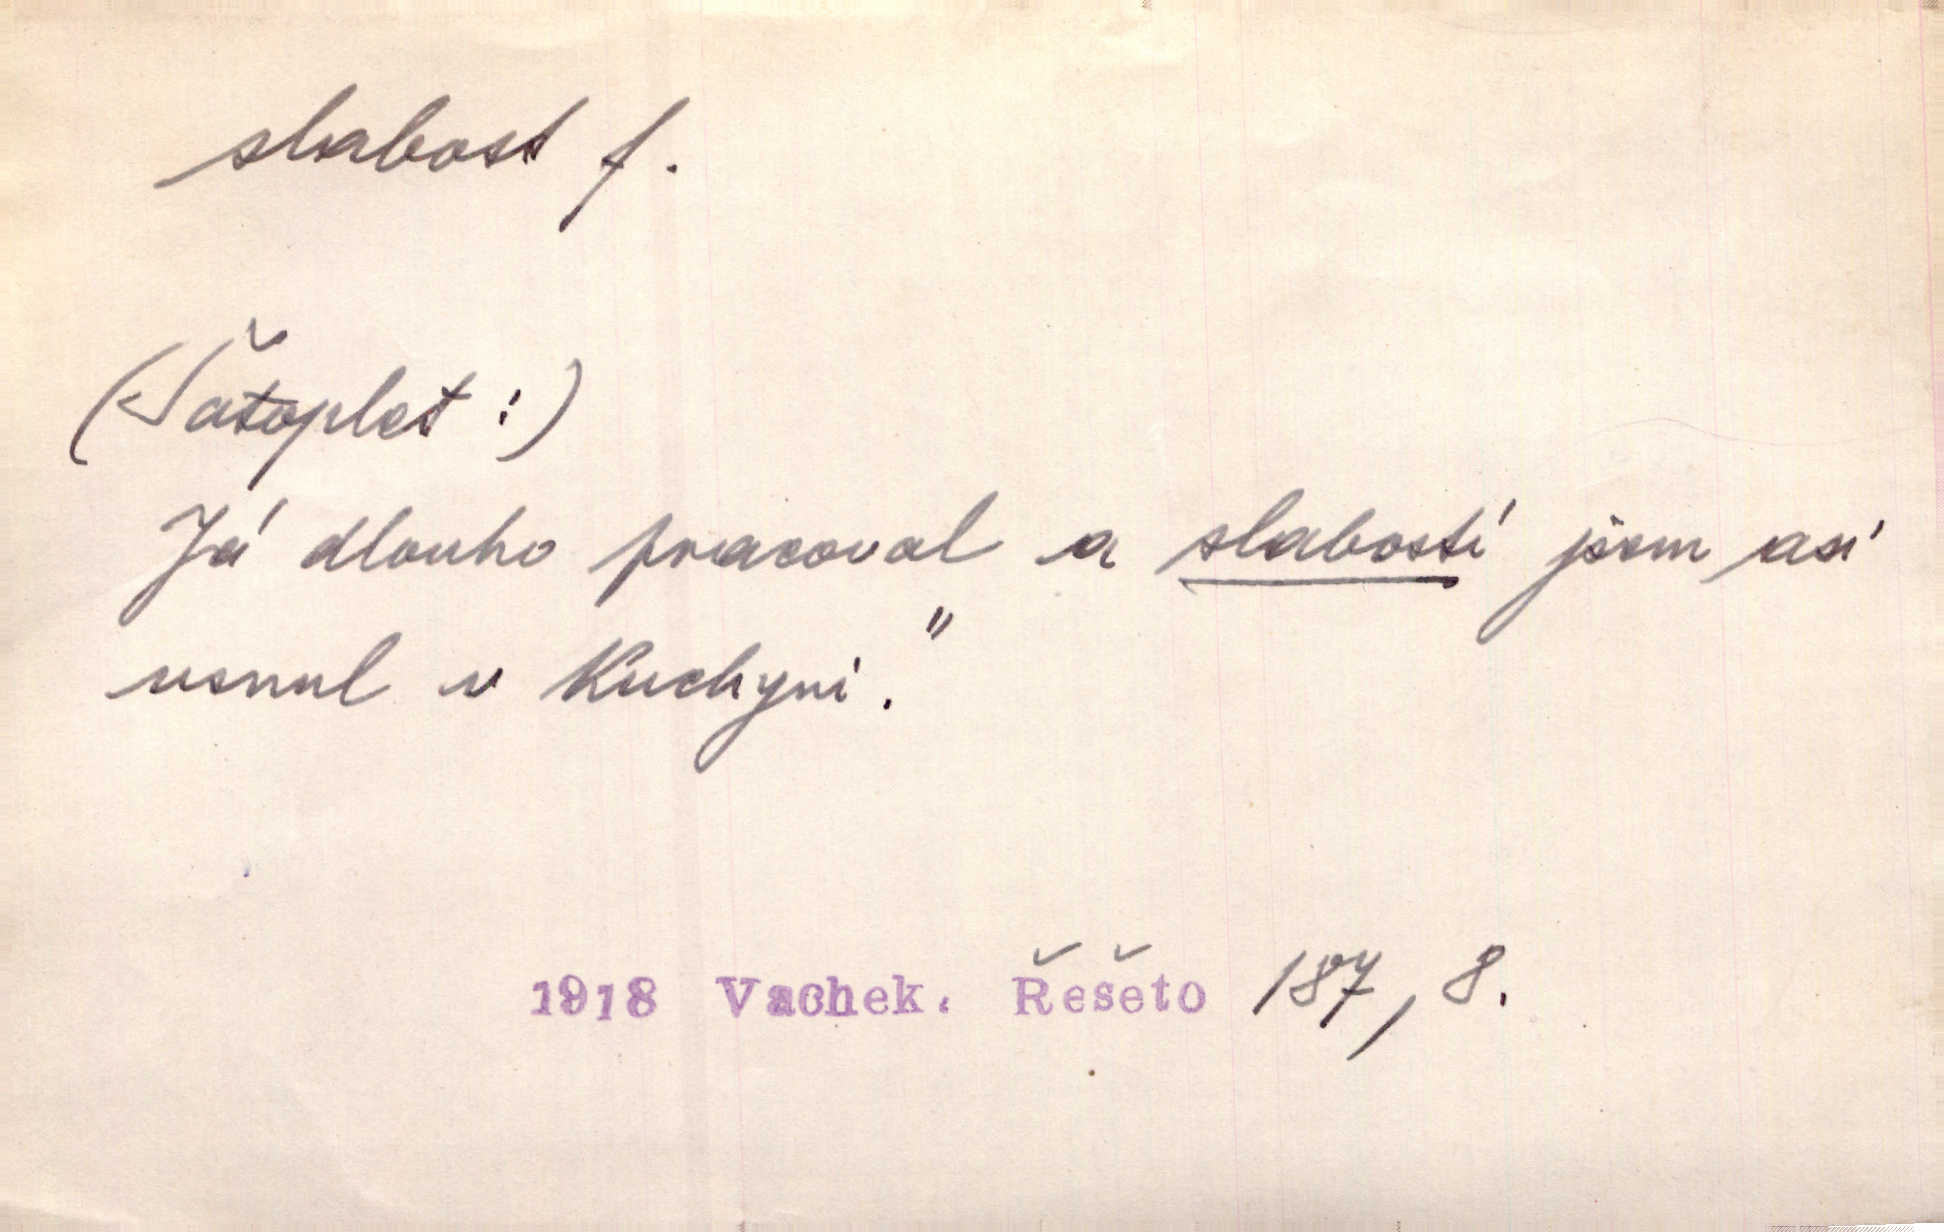 slabost f.
(Šatoplet:)
Já dlouho pracoval a slabostí jsem asi
usnul v Kuchyni."
1918 Vachek. Řešeto 187, 8.